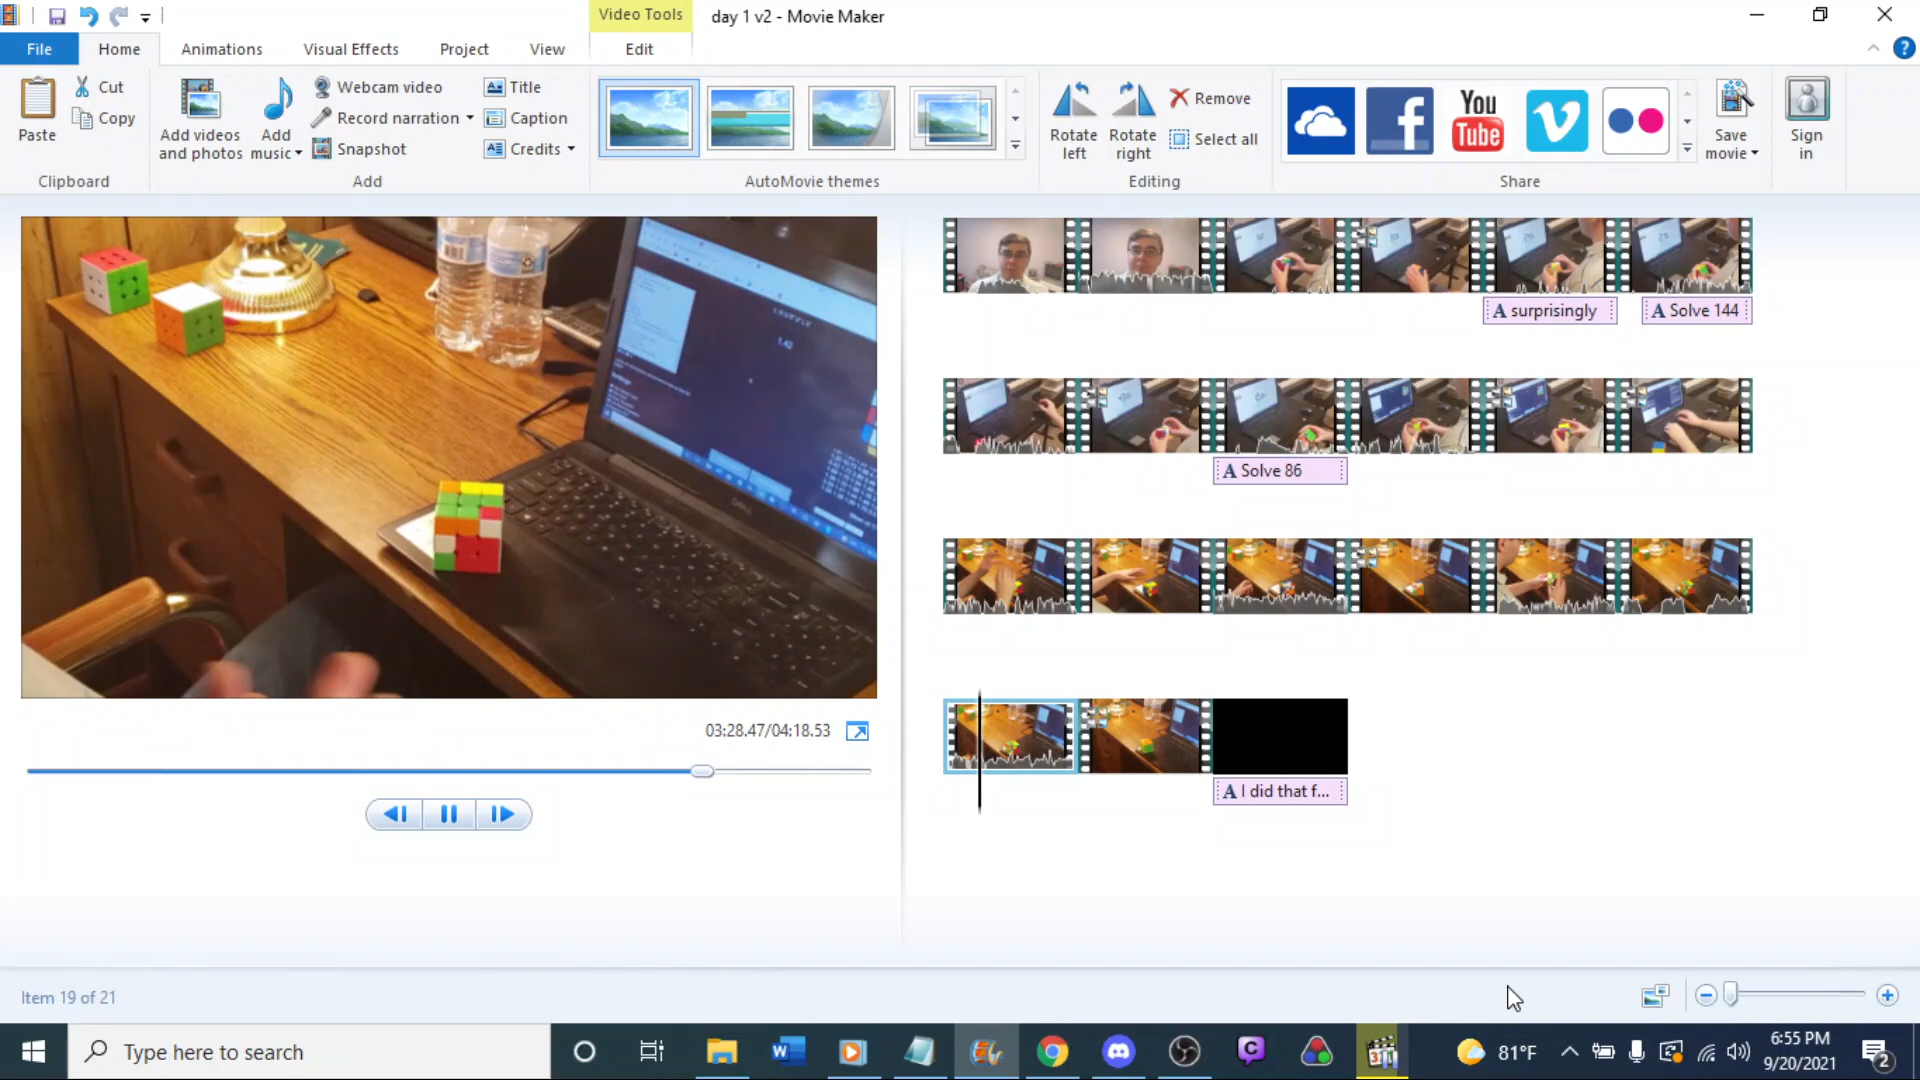 Video Tools
day 1 v2 - Movie Maker
File
Home
Animations
Visual Effects
Project
View
Edit
Paste
Cut
Copy
Clipboard
Add videos
and photos
Add
music
Webcam video
Record narration
Snapshot
Title
Caption
Credits
Add
AutoMovie themes
Rotate
left
Rotate
right
Remove
Select all
Editing
You
Tube
Share
Save
movie
Sign
in
A surprisingly
A Solve 144
A Solve 86
A I did that f...
1.42
DELL
03:28.47/04:18.53
Item 19 of 21
Type here to search
81°F
6:55 PM
9/20/2021
2